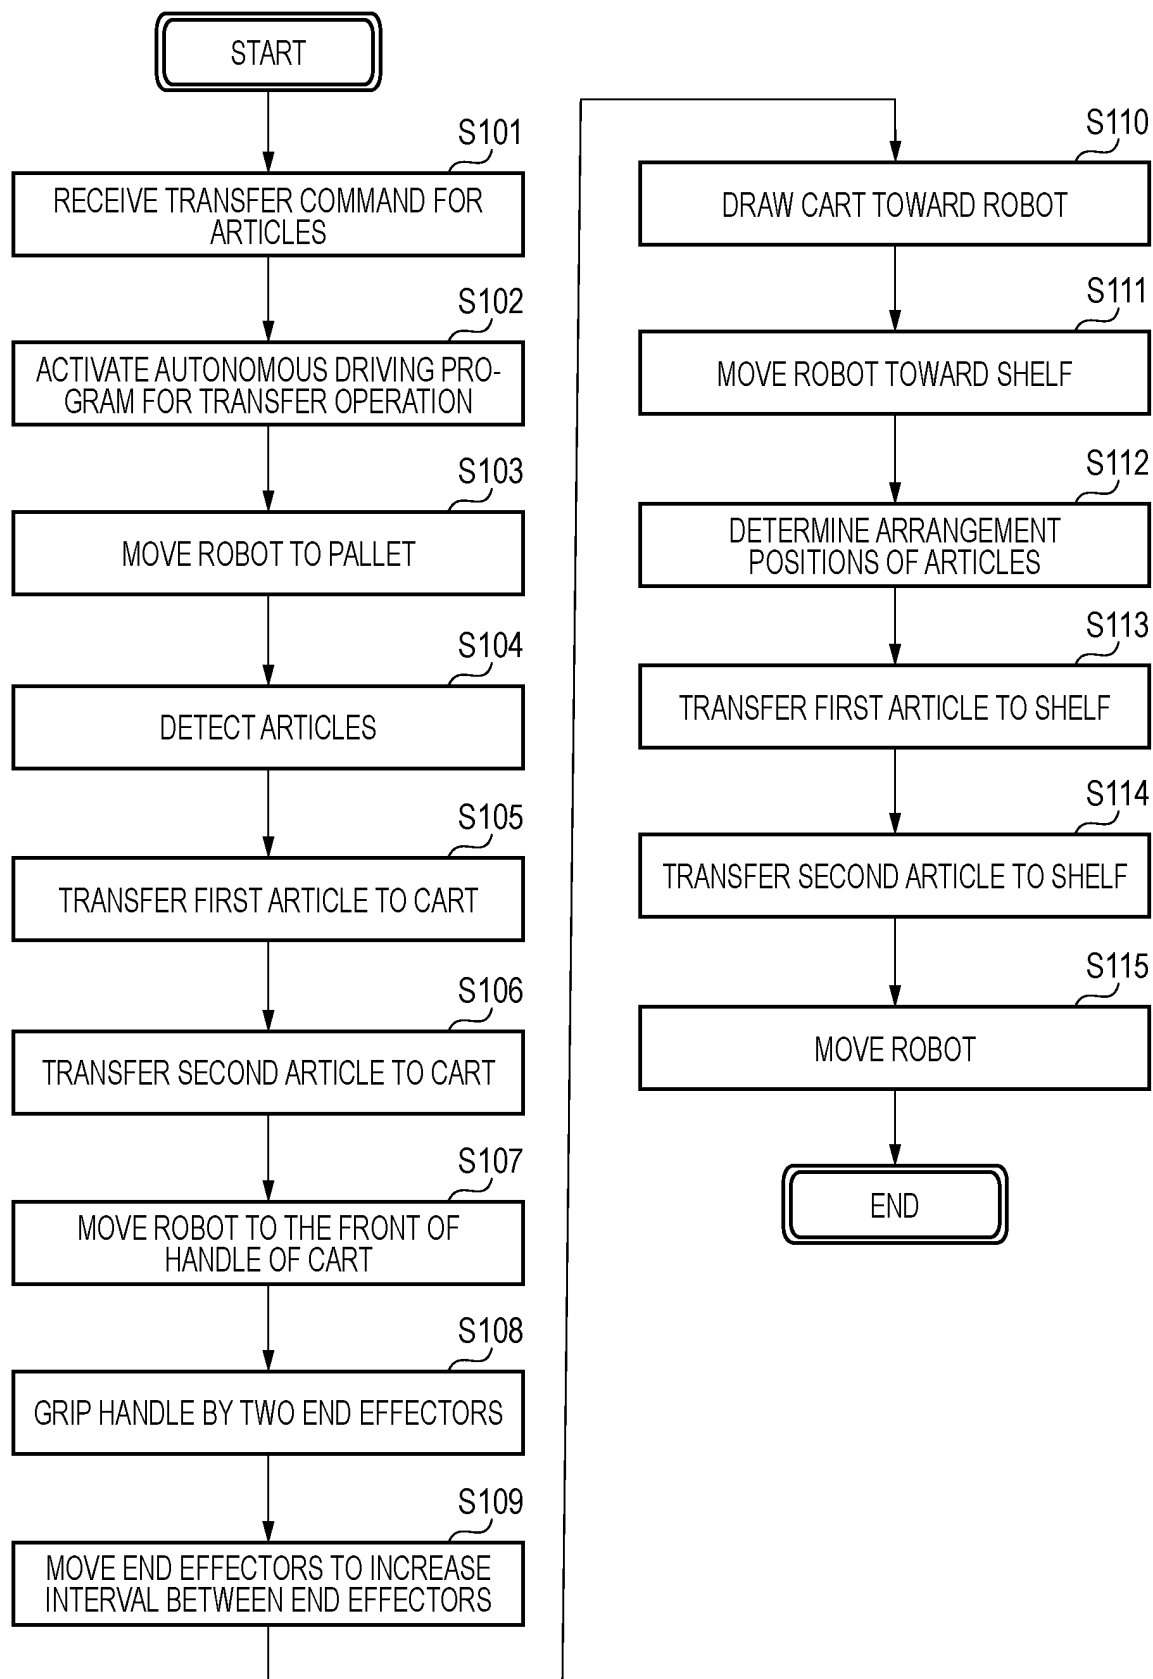 START
S101
RECEIVE TRANSFER COMMAND FOR
ARTICLES
S102
ACTIVATE AUTONOMOUS DRIVING PRO-
GRAM FOR TRANSFER OPERATION
S103
MOVE ROBOT TO PALLET
S104
DETECT ARTICLES
S105
TRANSFER FIRST ARTICLE TO CART
S106
TRANSFER SECOND ARTICLE TO CART
S107
MOVE ROBOT TO THE FRONT OF
HANDLE OF CART
S108
GRIP HANDLE BY TWO END EFFECTORS
S109
MOVE END EFFECTORS TO INCREASE
INTERVAL BETWEEN END EFFECTORS
S110
DRAW CART TOWARD ROBOT
S111
MOVE ROBOT TOWARD SHELF
S112
DETERMINE ARRANGEMENT
POSITIONS OF ARTICLES
S113
TRANSFER FIRST ARTICLE TO SHELF
S114
TRANSFER SECOND ARTICLE TO SHELF
S115
MOVE ROBOT
END